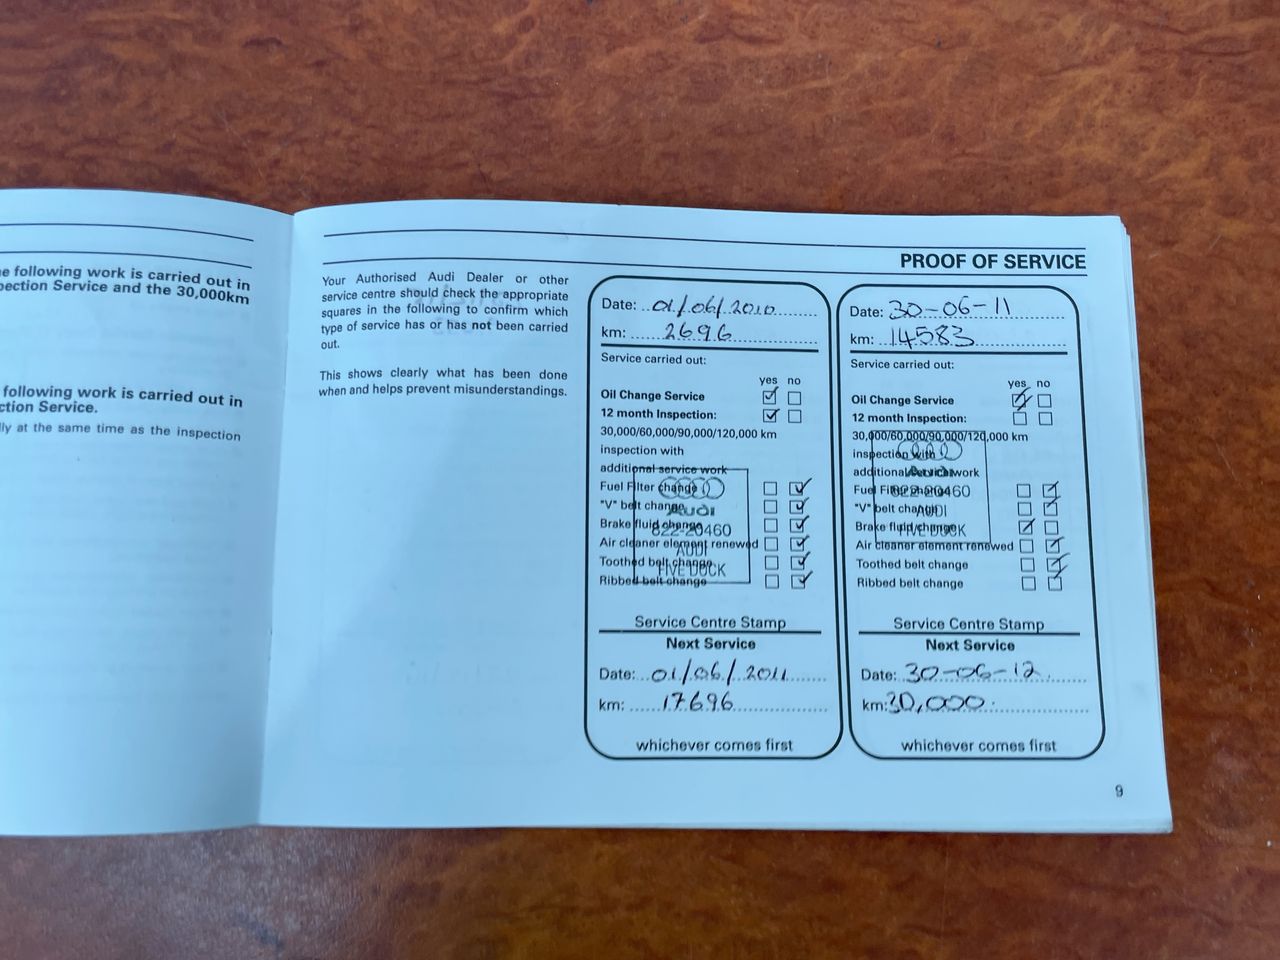 e following work is carried out in
ection Service and the 30,000km
following work is carried out in
ction Service.
lly at the same time as the inspection
PROOF OF SERVICE
Your Authorised Audi Dealer or other
service centre should check the appropriate
squares in the following to confirm which
type of service has or has not been carried
out.
This shows clearly what has been done
when and helps prevent misunderstandings.
Date: 01/06/2010
km: 2696
Service carried out:
yes no
Oil Change Service
12 month Inspection:
30,000/60,000/90,000/120,000 km
inspection with
additional service work
Fuel Filter change
"V" belt change
Brake fluid change
Air cleaner element renewed
Toothed belt change
Ribbed belt change
Audi
822-20460
AUDI
FIVE DOCK
Service Centre Stamp
Next Service
Date: 01/06/2011
km: 17696
whichever comes first
Date: 30-06-11
km: 14583
Service carried out:
yes no
Oil Change Service
12 month Inspection:
30,000/60,000/90,000/120,000 km
inspection with
additional service work
Fuel Filter change
"V" belt change
Brake fluid change
Air cleaner element renewed
Toothed belt change
Ribbed belt change
Audi
822-20460
AUDI
FIVE DOCK
Service Centre Stamp
Next Service
Date: 30-06-12
km: 30,000
whichever comes first
9